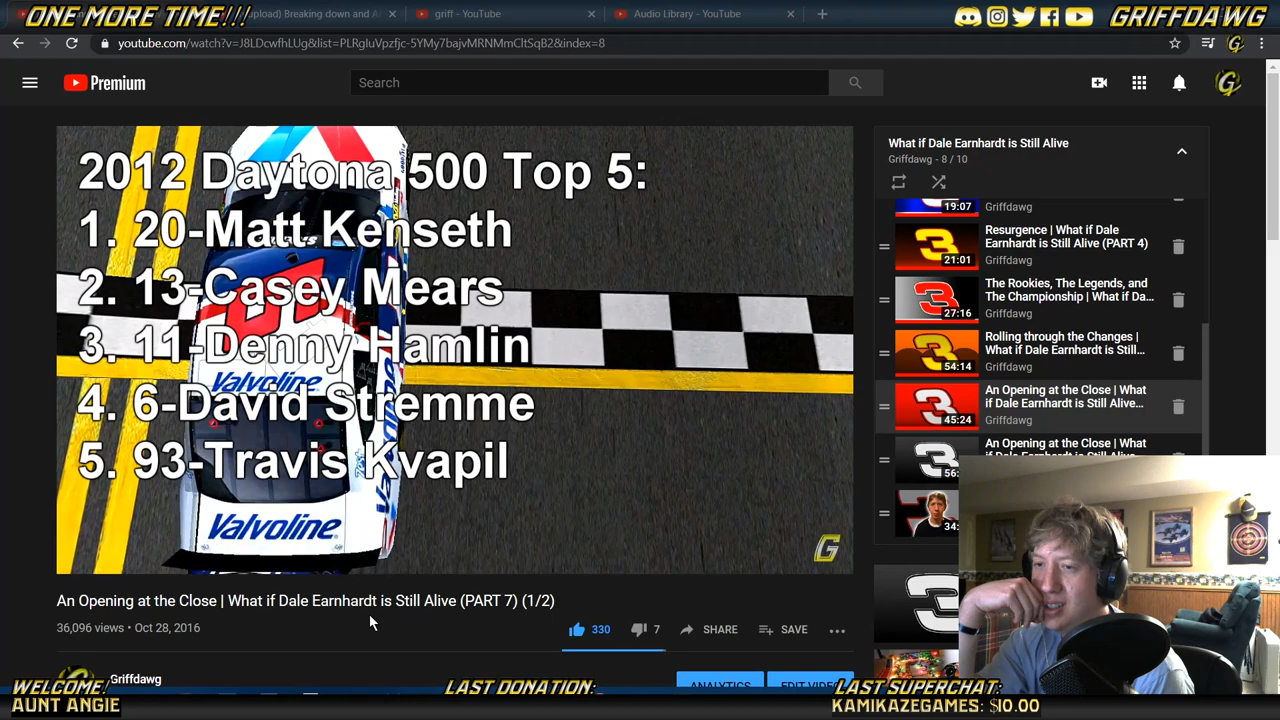 ONE MORE TIME!!!
GRIFFDAWG
upload) Breaking down and A
griff - YouTube
Audio Library - YouTube
youtube.com/watch?v=J8LDcwfhLUg&list=PLRgIuVpzfjc-5YMy7bajvMRNMmCltSqB2&index=8
Premium
Search
2012 Daytona 500 Top 5:
1. 20-Matt Kenseth
2. 13-Casey Mears
3. 11-Denny Hamlin
4. 6-David Stremme
5. 93-Travis Kvapil
Valvoline
Valvoline
An Opening at the Close | What if Dale Earnhardt is Still Alive (PART 7) (1/2)
36,096 views • Oct 28, 2016
330
7
SHARE
SAVE
Griffdawg
ANALYTICS
EDIT VIDEO
What if Dale Earnhardt is Still Alive
Griffdawg - 8 / 10
19:07
Griffdawg
Resurgence | What if Dale
Earnhardt is Still Alive (PART 4)
Griffdawg
21:01
The Rookies, The Legends, and
The Championship | What if Da...
Griffdawg
27:16
Rolling through the Changes |
What if Dale Earnhardt is Still...
Griffdawg
54:14
An Opening at the Close | What
if Dale Earnhardt is Still Alive...
Griffdawg
45:24
An Opening at the Close | What
WELCOME!
AUNT ANGIE
LAST DONATION:
LAST SUPERCHAT:
KAMIKAZEGAMES: $10.00